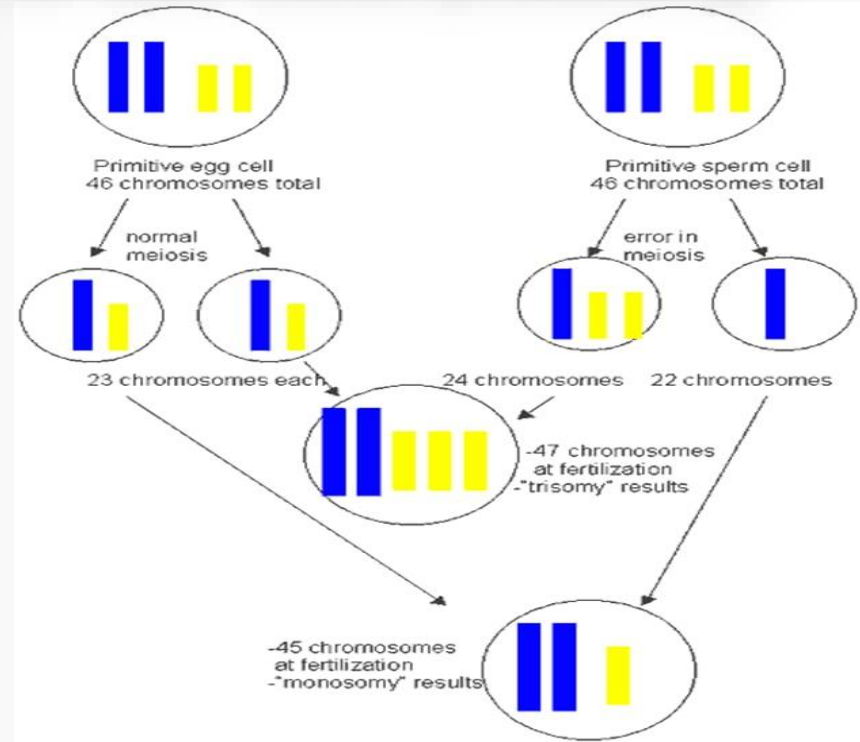 Primitive egg cell
46 chromosomes total
Primitive sperm cell
46 chromosomes total
normal
meiosis
error in
meiosis
23 chromosomes each
24 chromosomes
22 chromosomes
-47 chromosomes
at fertilization
-"trisomy" results
-45 chromosomes
at fertilization
-"monosomy" results